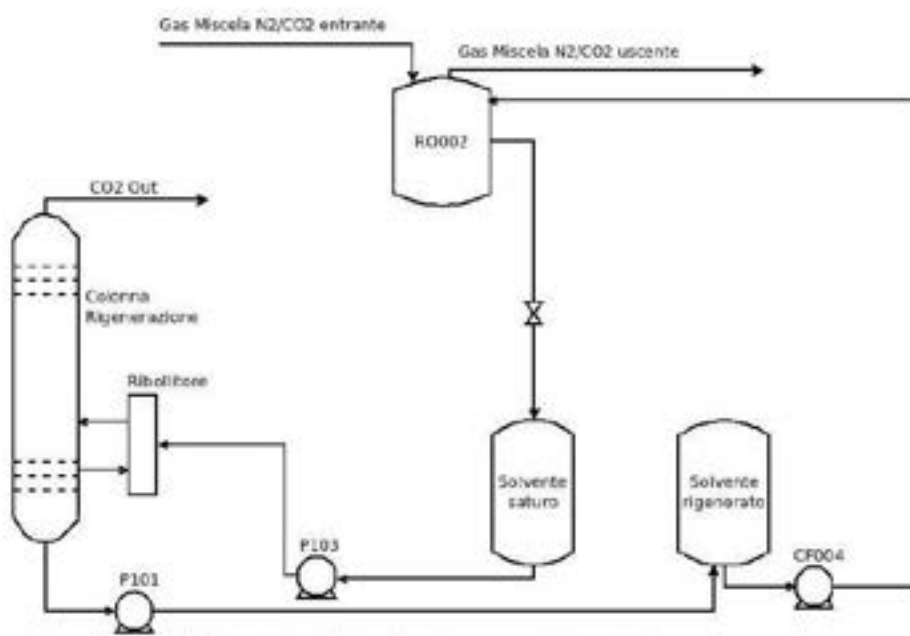 Gas Miscela N2/CO2 entrante
Gas Miscela N2/CO2 uscente
RO002
CO2 Out
Colonna
Rigenerazione
Ribollitore
Solvente
saturo
Solvente
rigenerato
P103
CF004
P101